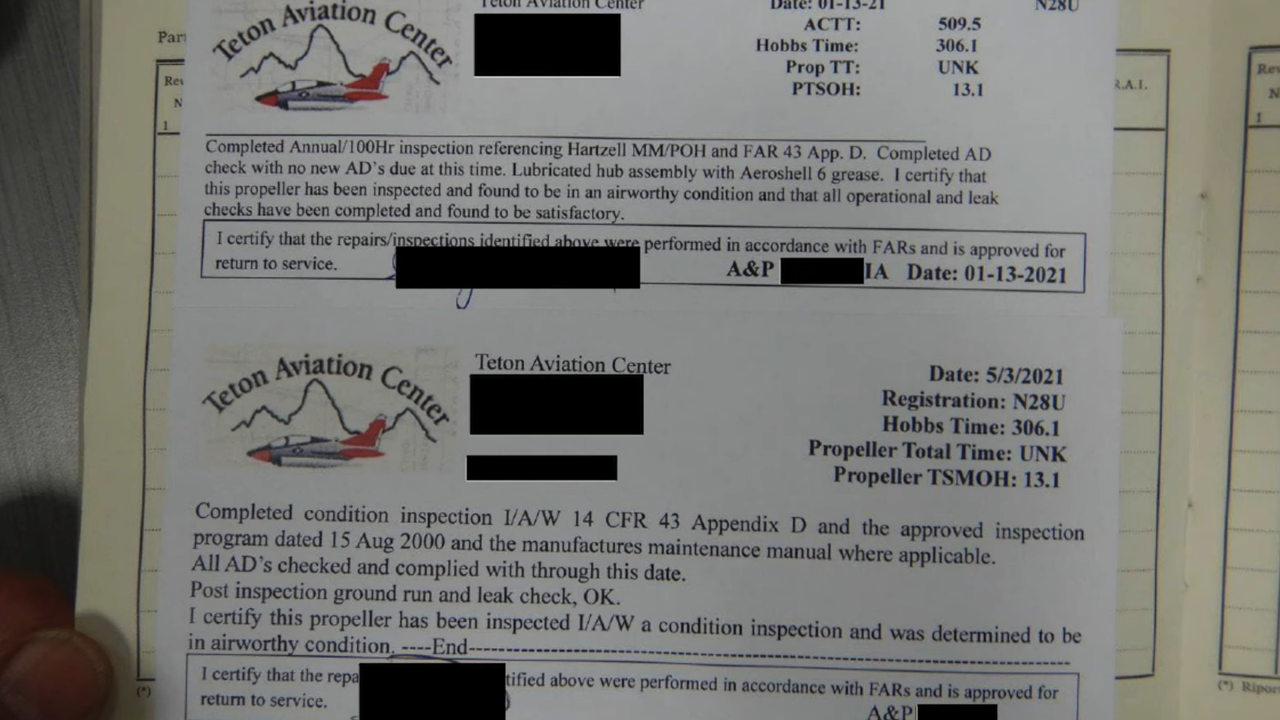 Teton Aviation Center
Teton Aviation Center
Date: 01-13-21
N28U
ACTT: 509.5
Hobbs Time: 306.1
Prop TT: UNK
PTSOH: 13.1
Completed Annual/100Hr inspection referencing Hartzell MM/POH and FAR 43 App. D. Completed AD
check with no new AD's due at this time. Lubricated hub assembly with Aeroshell 6 grease. I certify that
this propeller has been inspected and found to be in an airworthy condition and that all operational and leak
checks have been completed and found to be satisfactory.
I certify that the repairs/inspections identified above were performed in accordance with FARs and is approved for
return to service.
A&P IA Date: 01-13-2021
Teton Aviation Center
Teton Aviation Center
Date: 5/3/2021
Registration: N28U
Hobbs Time: 306.1
Propeller Total Time: UNK
Propeller TSMOH: 13.1
Completed condition inspection I/A/W 14 CFR 43 Appendix D and the approved inspection
program dated 15 Aug 2000 and the manufactures maintenance manual where applicable.
All AD's checked and complied with through this date.
Post inspection ground run and leak check, OK.
I certify this propeller has been inspected I/A/W a condition inspection and was determined to be
in airworthy condition. ----End----------------------------------------------------------------------
I certify that the repa tified above were performed in accordance with FARs and is approved for
return to service.
A&P
Par
Rev
N
1
R.A.I.
(*)
Rev
N
1
(*) Ripor